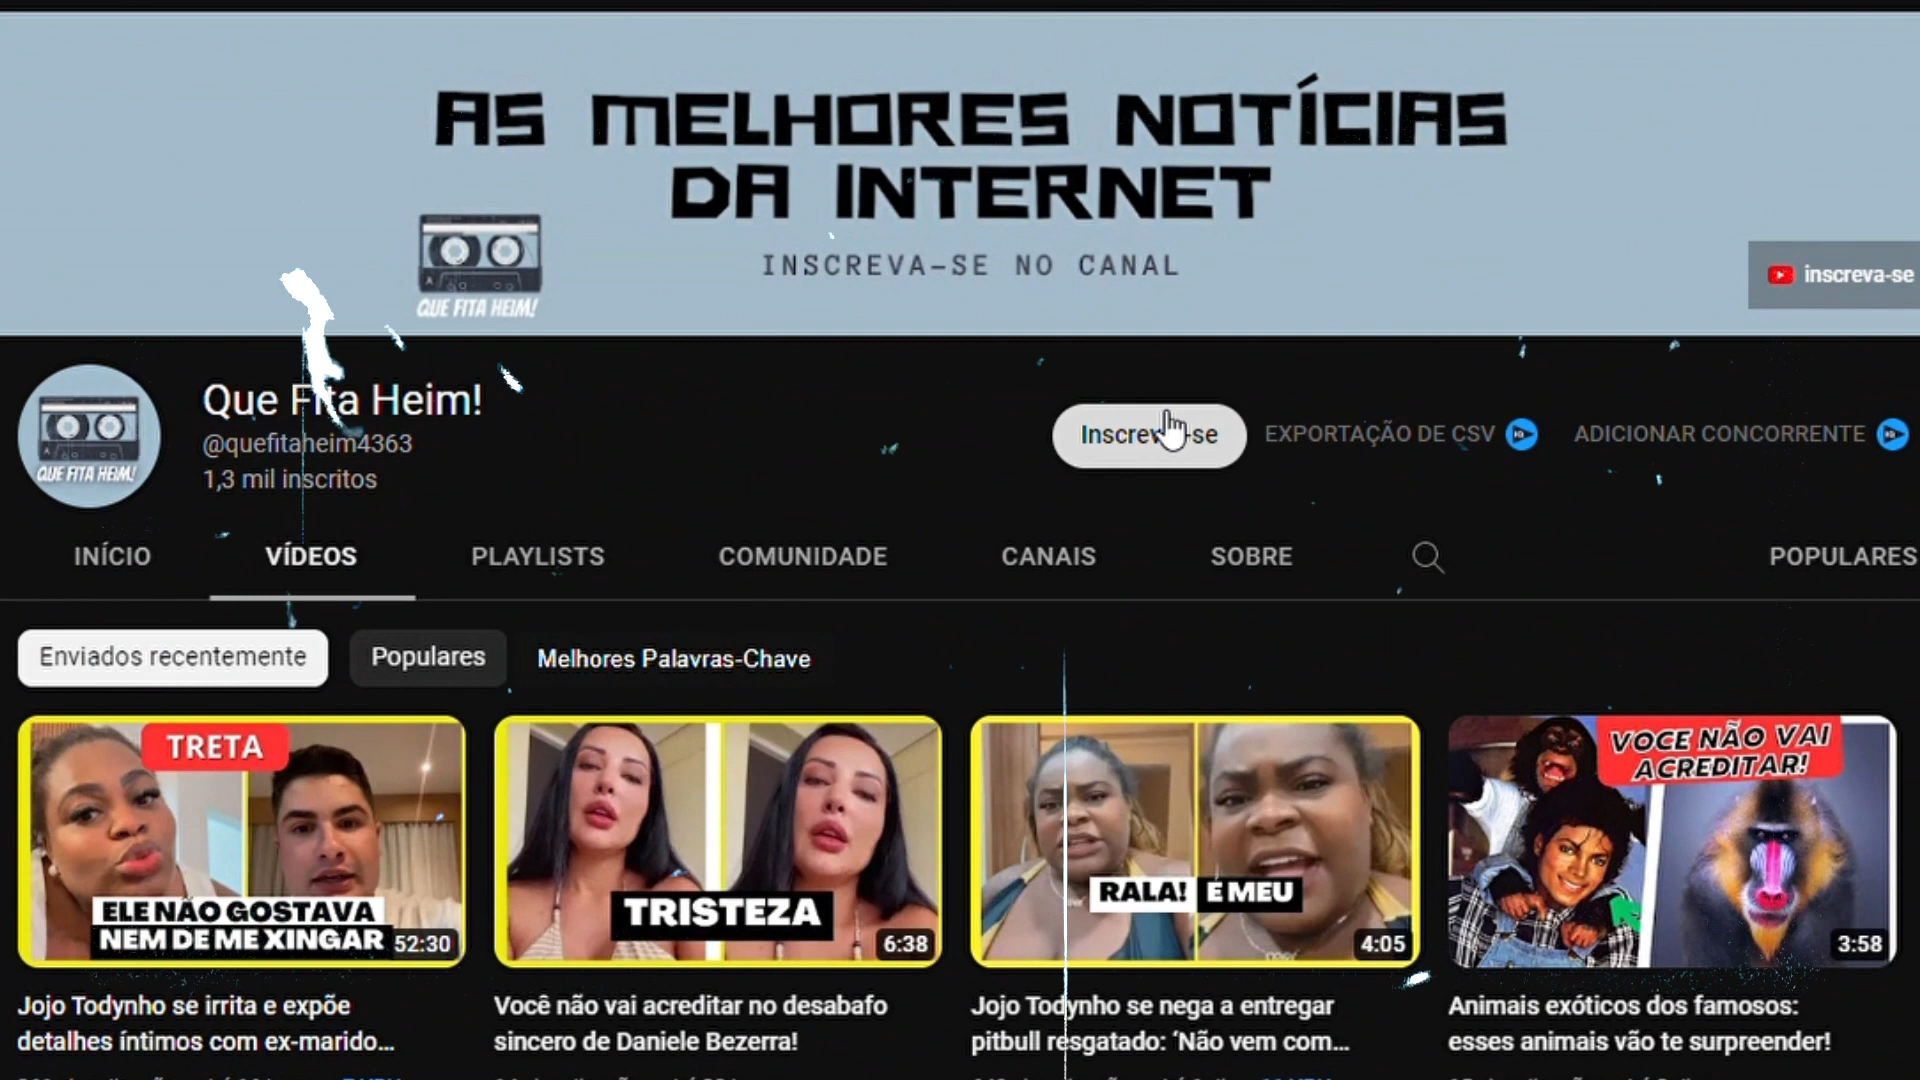 AS MELHORES NOTÍCIAS
DA INTERNET
INSCREVA-SE NO CANAL
QUE FITA HEIM!
inscreva-se
Que Fita Heim!
@quefitaheim4363
1,3 mil inscritos
QUE FITA HEIM!
Inscreva-se
EXPORTAÇÃO DE CSV
ADICIONAR CONCORRENTE
INÍCIO
VÍDEOS
PLAYLISTS
COMUNIDADE
CANAIS
SOBRE
POPULARES
Enviados recentemente
Populares
Melhores Palavras-Chave
TRETA
ELE NÃO GOSTAVA
NEM DE ME XINGAR
52:30
TRISTEZA
6:38
RALA! E MEU
4:05
VOCE NÃO VAI
ACREDITAR!
3:58
Jojo Todynho se irrita e expõe
detalhes íntimos com ex-marido...
Você não vai acreditar no desabafo
sincero de Daniele Bezerra!
Jojo Todynho se nega a entregar
pitbull resgatado: ‘Não vem com...
Animais exóticos dos famosos:
esses animais vão te surpreender!